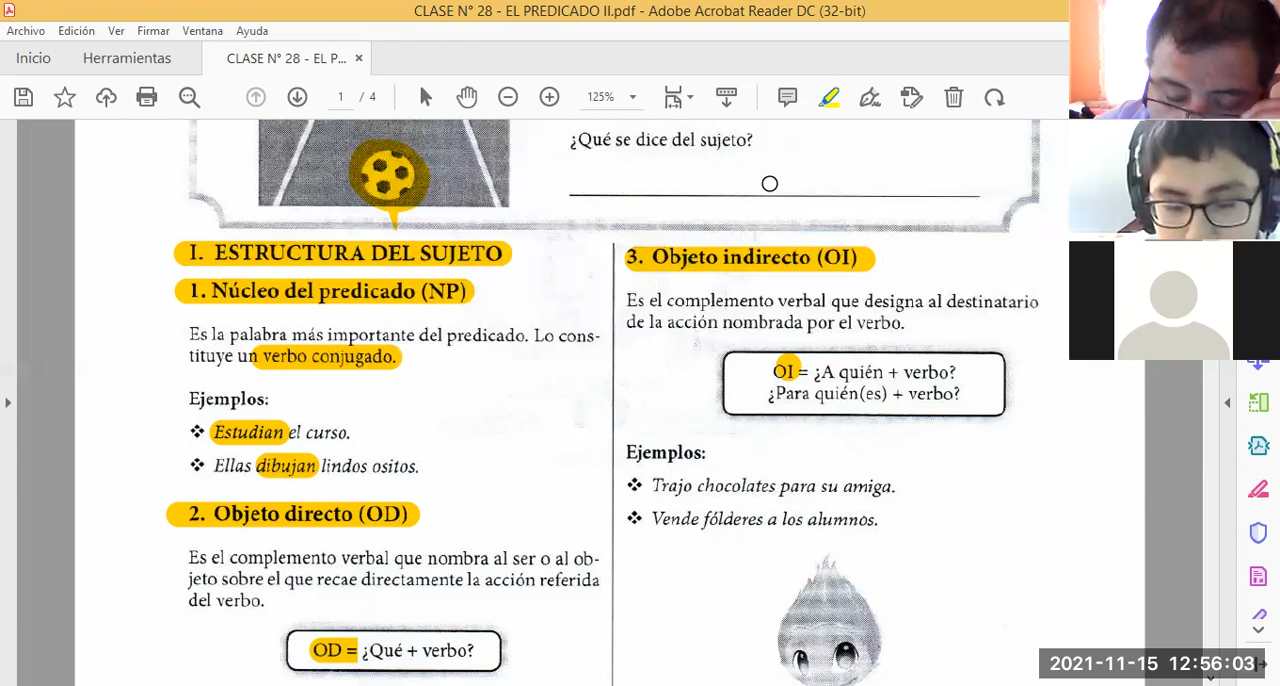 CLASE N° 28 - EL PREDICADO II.pdf - Adobe Acrobat Reader DC (32-bit)
Archivo Edición Ver Firmar Ventana Ayuda
Inicio Herramientas CLASE N° 28 - EL P... ×
1 / 4 125%
¿Qué se dice del sujeto?
I. ESTRUCTURA DEL SUJETO
1. Núcleo del predicado (NP)
Es la palabra más importante del predicado. Lo cons-
tituye un verbo conjugado.
Ejemplos:
❖ Estudian el curso.
❖ Ellas dibujan lindos ositos.
2. Objeto directo (OD)
Es el complemento verbal que nombra al ser o al ob-
jeto sobre el que recae directamente la acción referida
del verbo.
OD = ¿Qué + verbo?
3. Objeto indirecto (OI)
Es el complemento verbal que designa al destinatario
de la acción nombrada por el verbo.
OI = ¿A quién + verbo?
¿Para quién(es) + verbo?
Ejemplos:
❖ Trajo chocolates para su amiga.
❖ Vende fólderes a los alumnos.
2021-11-15 12:56:03